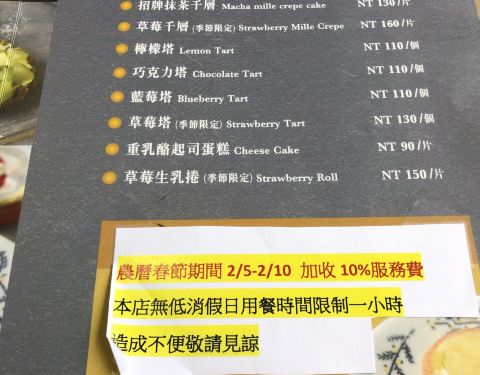 招牌抹茶千層 Macha mille crepe cake NT 130/片
草莓千層 (季節限定) Strawberry Mille Crepe NT 160/片
檸檬塔 Lemon Tart NT 110/個
巧克力塔 Chocolate Tart NT 110/個
藍莓塔 Blueberry Tart NT 110/個
草莓塔 (季節限定) Strawberry Tart NT 130/個
重乳酪起司蛋糕 Cheese Cake NT 90/片
草莓生乳捲 (季節限定) Strawberry Roll NT 150/片
農曆春節期間 2/5-2/10 加收 10%服務費
本店無低消假日用餐時間限制一小時
造成不便敬請見諒